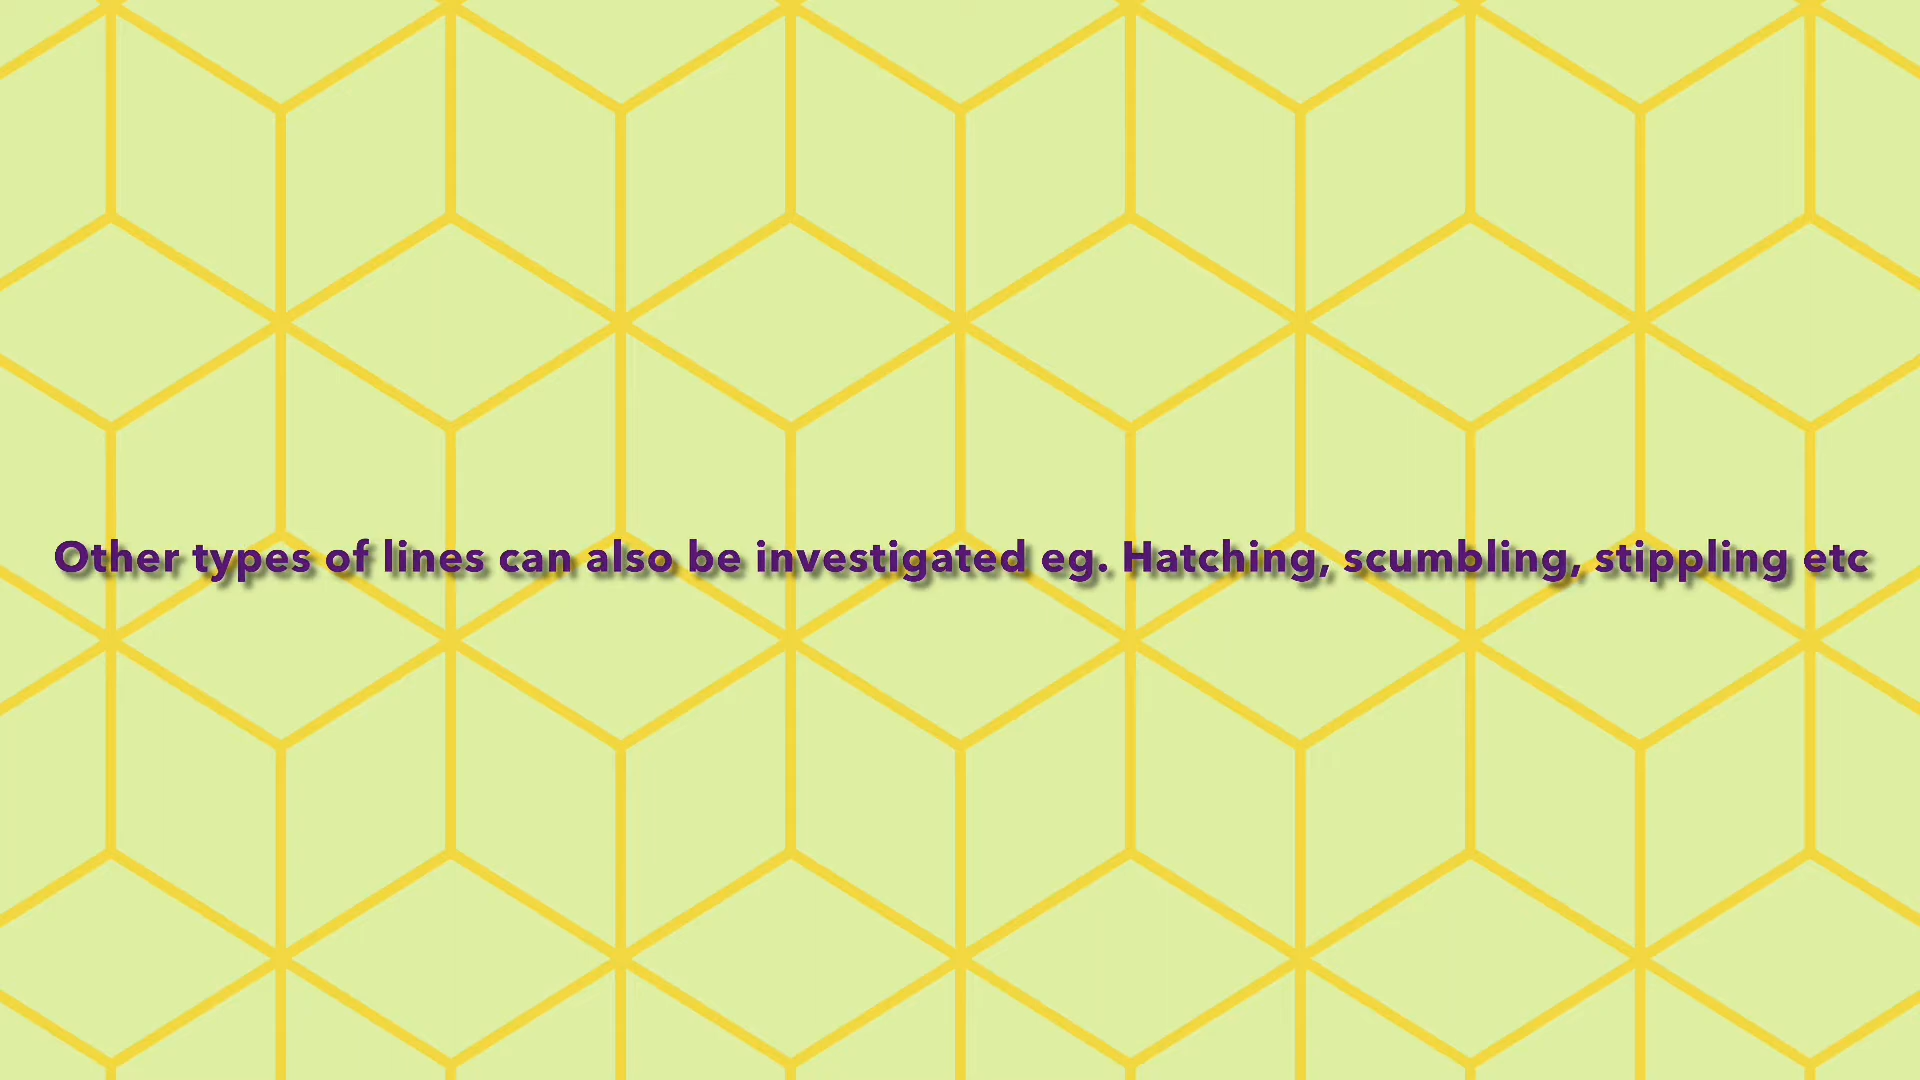 Other types of lines can also be investigated eg. Hatching, scumbling, stippling etc